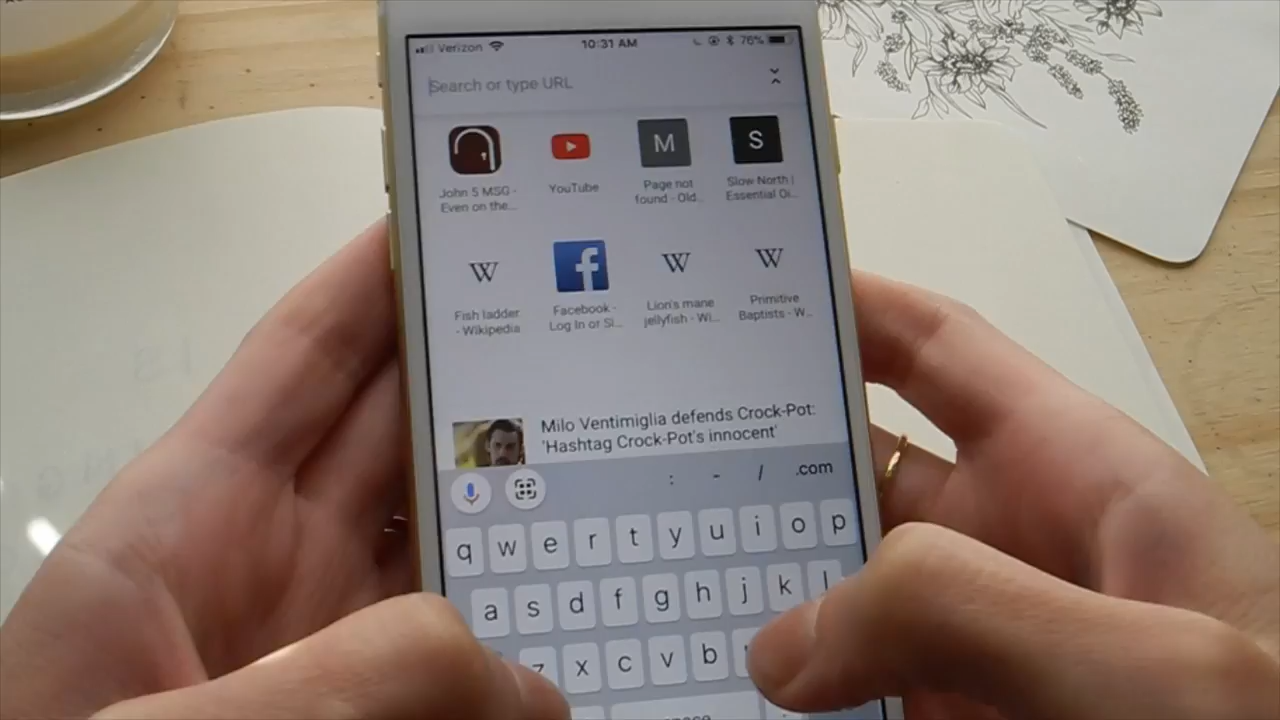 Verizon 10:31 AM 76%
Search or type URL
M S
John 5 MSG -
Even on the...
YouTube
Page not
found - Old...
Slow North |
Essential Oi...
W f W W
Fish ladder
- Wikipedia
Facebook -
Log In or Si...
Lion's mane
jellyfish - Wi...
Primitive
Baptists - W...
Milo Ventimiglia defends Crock-Pot:
'Hashtag Crock-Pot's innocent'
: - / .com
q w e r t y u i o p
a s d f g h j k l
z x c v b
space